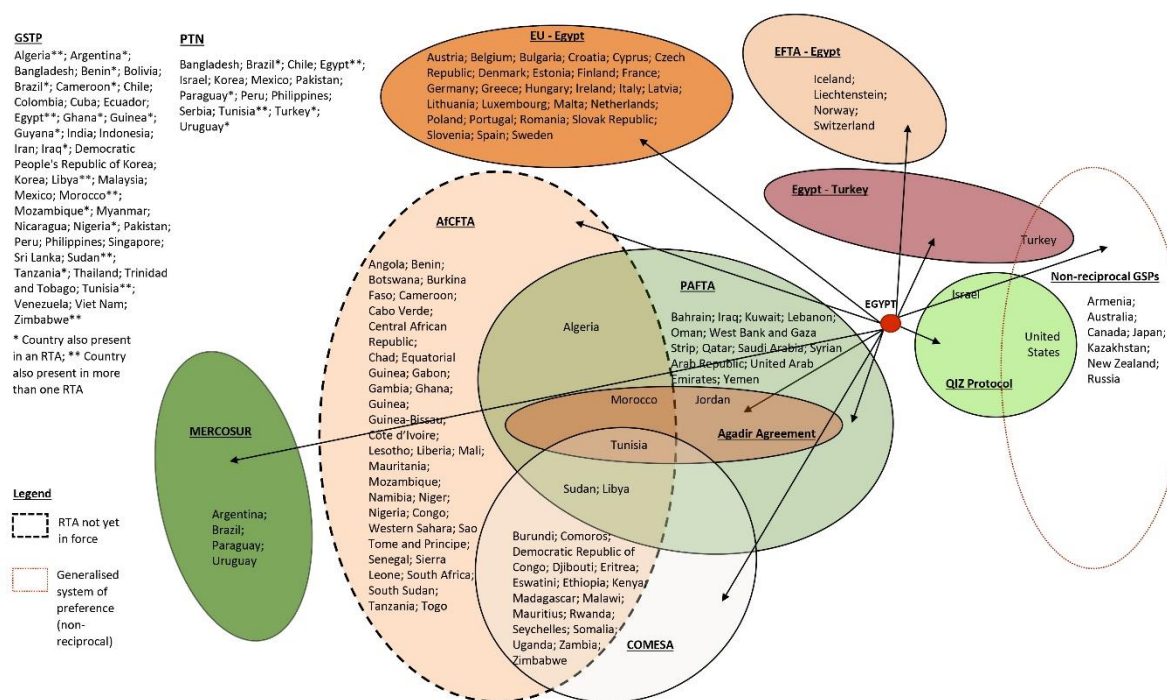 GSTP
Algeria**; Argentina*;
Bangladesh; Benin*; Bolivia;
Brazil*; Cameroon*; Chile;
Colombia; Cuba; Ecuador;
Egypt**; Ghana*; Guinea*;
Guyana*; India; Indonesia;
Iran; Iraq*; Democratic
People's Republic of Korea;
Korea; Libya**; Malaysia;
Mexico; Morocco**;
Mozambique*; Myanmar;
Nicaragua; Nigeria*; Pakistan;
Peru; Philippines; Singapore;
Sri Lanka; Sudan**;
Tanzania*; Thailand; Trinidad
and Tobago; Tunisia**;
Venezuela; Viet Nam;
Zimbabwe**
* Country also present
in an RTA; ** Country
also present in more
than one RTA
PTN
Bangladesh; Brazil*; Chile; Egypt**;
Israel; Korea; Mexico; Pakistan;
Paraguay*; Peru; Philippines;
Serbia; Tunisia**; Turkey*;
Uruguay*
EU - Egypt
Austria; Belgium; Bulgaria; Croatia; Cyprus; Czech
Republic; Denmark; Estonia; Finland; France;
Germany; Greece; Hungary; Ireland; Italy; Latvia;
Lithuania; Luxembourg; Malta; Netherlands;
Poland; Portugal; Romania; Slovak Republic;
Slovenia; Spain; Sweden
EFTA - Egypt
Iceland;
Liechtenstein;
Norway;
Switzerland
Egypt - Turkey
Turkey
Non-reciprocal GSPs
Armenia;
Australia;
Canada; Japan;
Kazakhstan;
New Zealand;
Russia
EGYPT
Israel
United
States
QIZ Protocol
AfCFTA
Angola; Benin;
Botswana; Burkina
Faso; Cameroon;
Cabo Verde;
Central African
Republic;
Chad; Equatorial
Guinea; Gabon;
Gambia; Ghana;
Guinea;
Guinea-Bissau;
Côte d'Ivoire;
Lesotho; Liberia; Mali;
Mauritania;
Mozambique;
Namibia; Niger;
Nigeria; Congo;
Western Sahara; Sao
Tome and Principe;
Senegal; Sierra
Leone; South Africa;
South Sudan;
Tanzania; Togo
Algeria
PAFTA
Bahrain; Iraq; Kuwait; Lebanon;
Oman; West Bank and Gaza
Strip; Qatar; Saudi Arabia; Syrian
Arab Republic; United Arab
Emirates; Yemen
Morocco
Jordan
Agadir Agreement
Tunisia
Sudan; Libya
Burundi; Comoros;
Democratic Republic of
Congo; Djibouti; Eritrea;
Eswatini; Ethiopia; Kenya
Madagascar; Malawi;
Mauritius; Rwanda;
Seychelles; Somalia;
Uganda; Zambia;
Zimbabwe
COMESA
MERCOSUR
Argentina;
Brazil;
Paraguay;
Uruguay
Legend
RTA not yet
in force
Generalised
system of
preference
(non-
reciprocal)